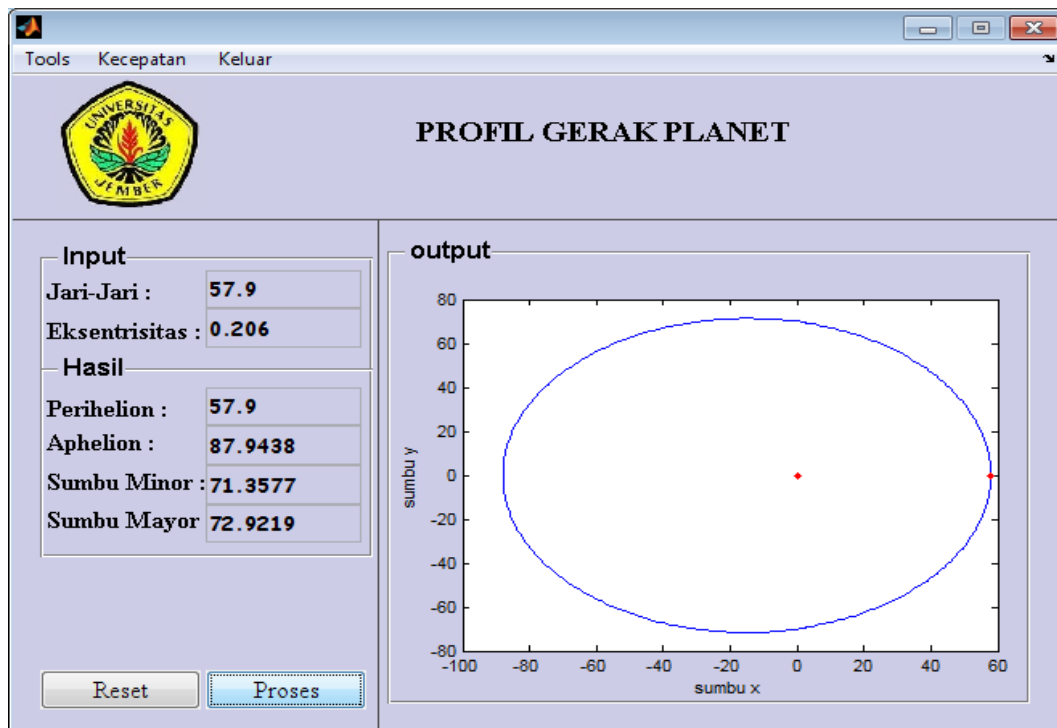 Tools Kecepatan Keluar
UNIVERSITAS
JEMBER
PROFIL GERAK PLANET
Input
Jari-Jari : 57.9
Eksentrisitas : 0.206
Hasil
Perihelion : 57.9
Aphelion : 87.9438
Sumbu Minor : 71.3577
Sumbu Mayor 72.9219
Reset Proses
output
80
60
40
20
0
-20
-40
-60
-80
sumbu y
-100 -80 -60 -40 -20 0 20 40 60
sumbu x